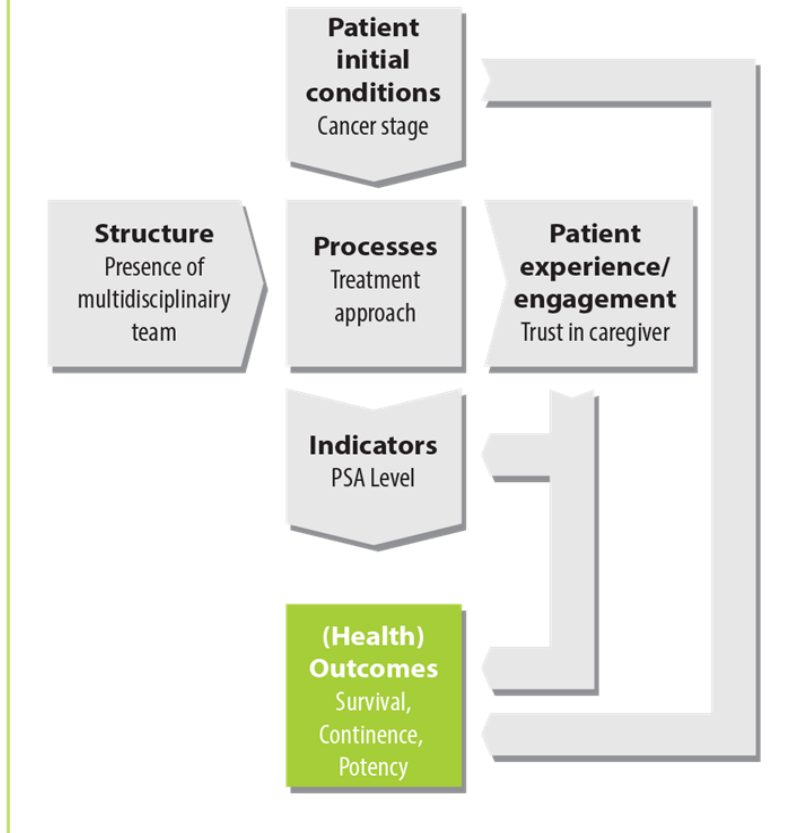 Patient
initial
conditions
Cancer stage
Structure
Presence of
multidisciplinairy
team
Processes
Treatment
approach
Patient
experience/
engagement
Trust in caregiver
Indicators
PSA Level
(Health)
Outcomes
Survival,
Continence,
Potency